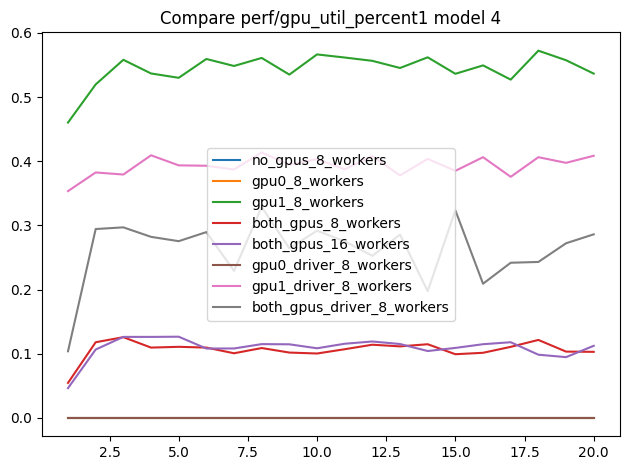 Compare perf/gpu_util_percent1 model 4
0.6
0.5
0.4
0.3
0.2
0.1
0.0
no_gpus_8_workers
gpu0_8_workers
gpu1_8_workers
both_gpus_8_workers
both_gpus_16_workers
gpu0_driver_8_workers
gpu1_driver_8_workers
both_gpus_driver_8_workers
2.5 5.0 7.5 10.0 12.5 15.0 17.5 20.0